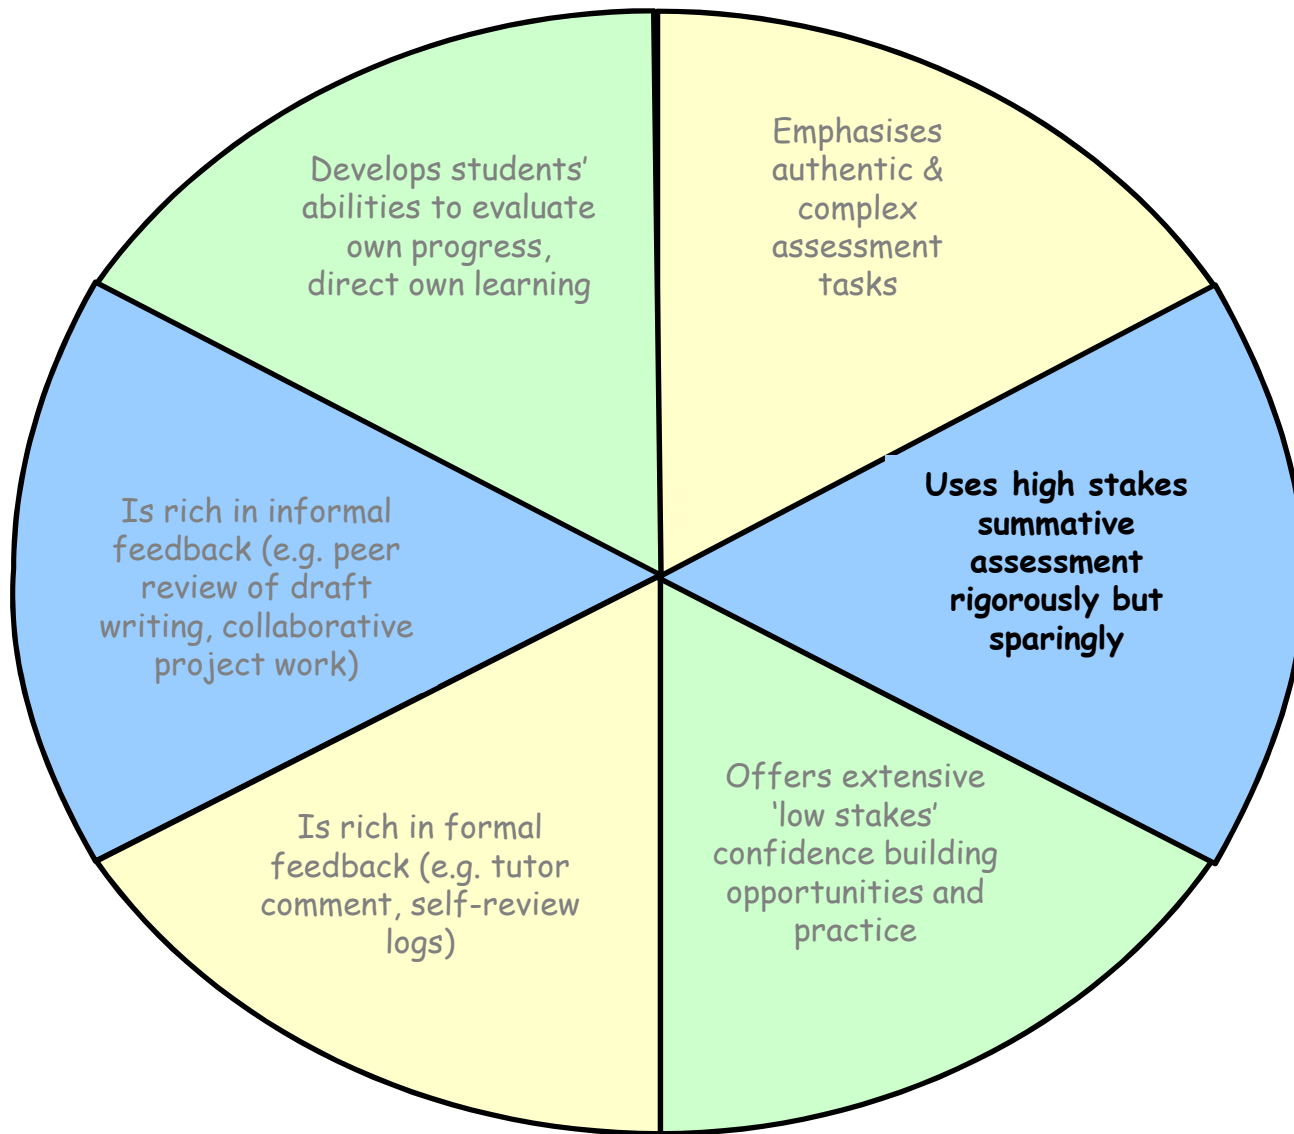 Emphasises
authentic &
complex
assessment
tasks
Uses high stakes
summative
assessment
rigorously but
sparingly
Offers extensive
‘low stakes’
confidence building
opportunities and
practice
Is rich in formal
feedback (e.g. tutor
comment, self-review
logs)
Is rich in informal
feedback (e.g. peer
review of draft
writing, collaborative
project work)
Develops students’
abilities to evaluate
own progress,
direct own learning